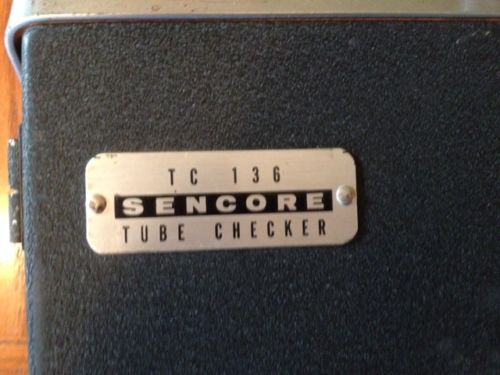 TC 136
SENCORE
TUBE CHECKER